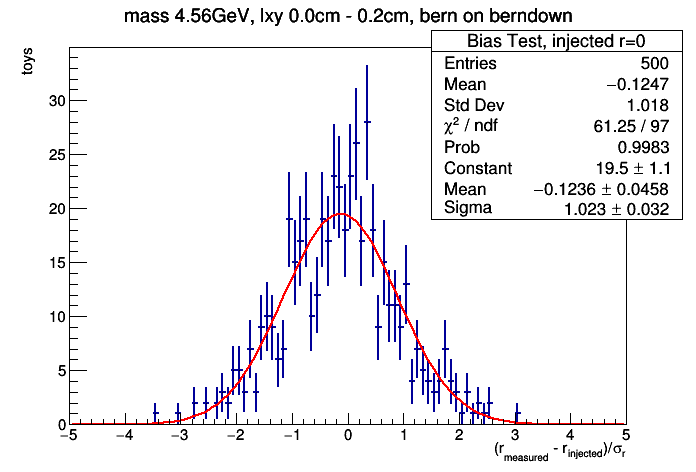 mass 4.56GeV, lxy 0.0cm - 0.2cm, bern on berndown
Bias Test, injected r=0
Entries 500
Mean −0.1247
Std Dev 1.018
χ² / ndf 61.25 / 97
Prob 0.9983
Constant 19.5 ± 1.1
Mean −0.1236 ± 0.0458
Sigma 1.023 ± 0.032
toys
30
25
20
15
10
5
0
−5 −4 −3 −2 −1 0 1 2 3 4 5
(r_measured - r_injected)/σ_r